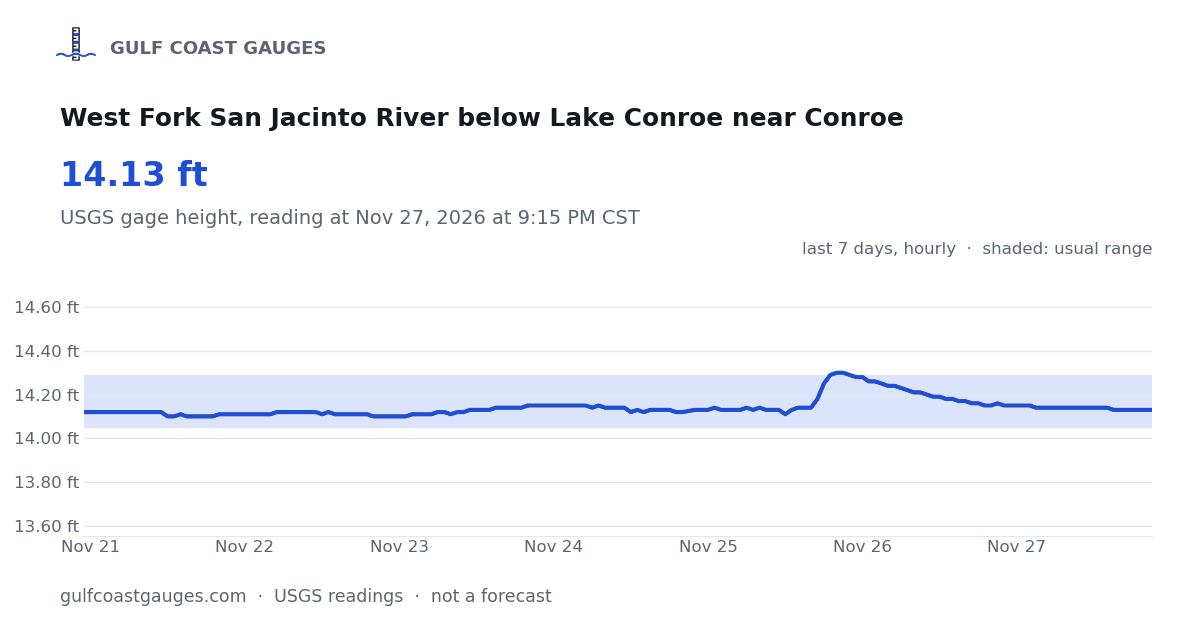 GULF COAST GAUGES
West Fork San Jacinto River below Lake Conroe near Conroe
14.13 ft
USGS gage height, reading at Nov 27, 2026 at 9:15 PM CST
last 7 days, hourly · shaded: usual range
14.60 ft
14.40 ft
14.20 ft
14.00 ft
13.80 ft
13.60 ft
Nov 21 Nov 22 Nov 23 Nov 24 Nov 25 Nov 26 Nov 27
gulfcoastgauges.com · USGS readings · not a forecast